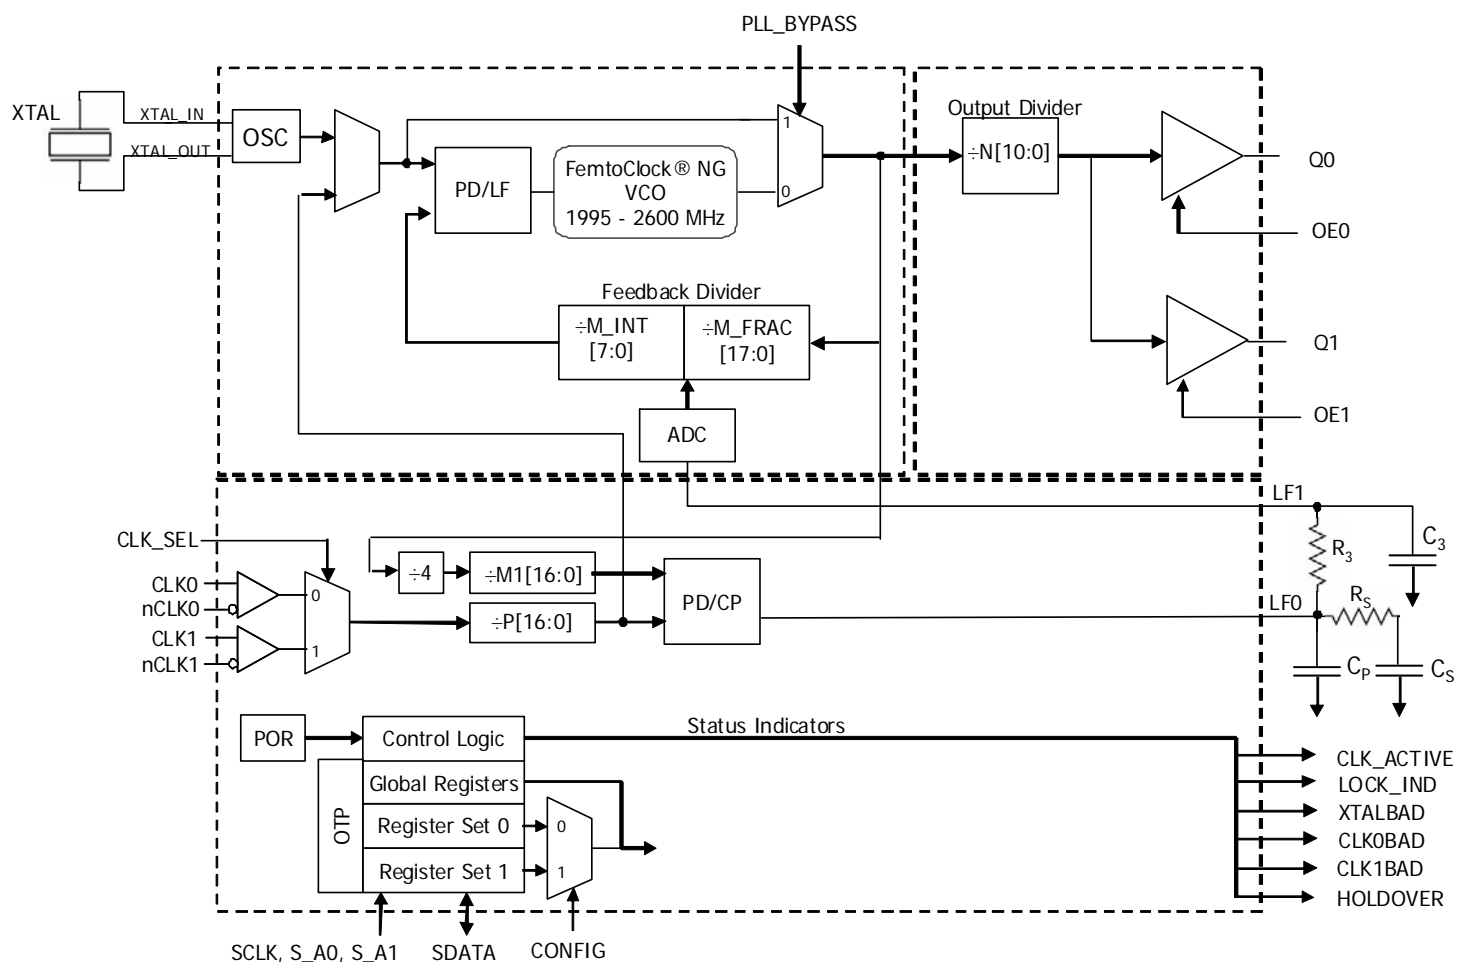 PLL_BYPASS
XTAL
XTAL_IN
XTAL_OUT
OSC
PD/LF
FemtoClock® NG
VCO
1995 - 2600 MHz
1
0
Output Divider
÷N[10:0]
Q0
OE0
Q1
OE1
Feedback Divider
÷M_INT
[7:0]
÷M_FRAC
[17:0]
ADC
LF1
R3
C3
LF0
RS
CP
CS
CLK_SEL
CLK0
nCLK0
CLK1
nCLK1
0
1
÷4
÷M1[16:0]
÷P[16:0]
PD/CP
POR
Control Logic
Status Indicators
OTP
Global Registers
Register Set 0
Register Set 1
0
1
CLK_ACTIVE
LOCK_IND
XTALBAD
CLK0BAD
CLK1BAD
HOLDOVER
SCLK, S_A0, S_A1
SDATA
CONFIG